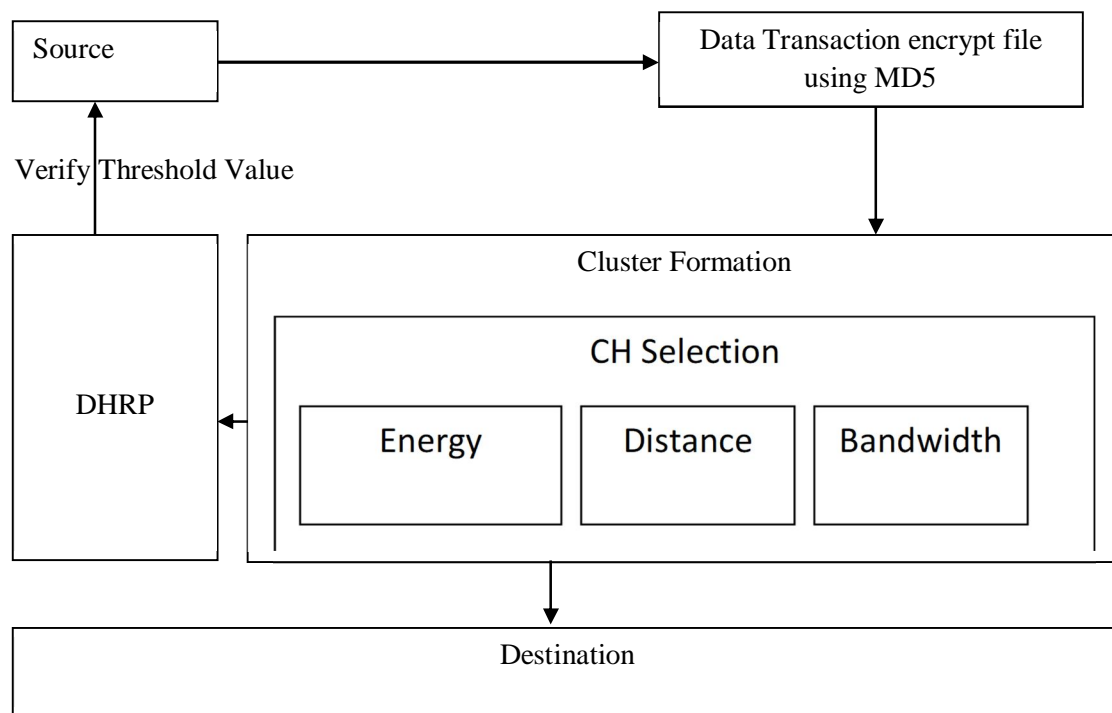 Source
Data Transaction encrypt file
using MD5
Verify Threshold Value
Cluster Formation
CH Selection
DHRP
Energy
Distance
Bandwidth
Destination